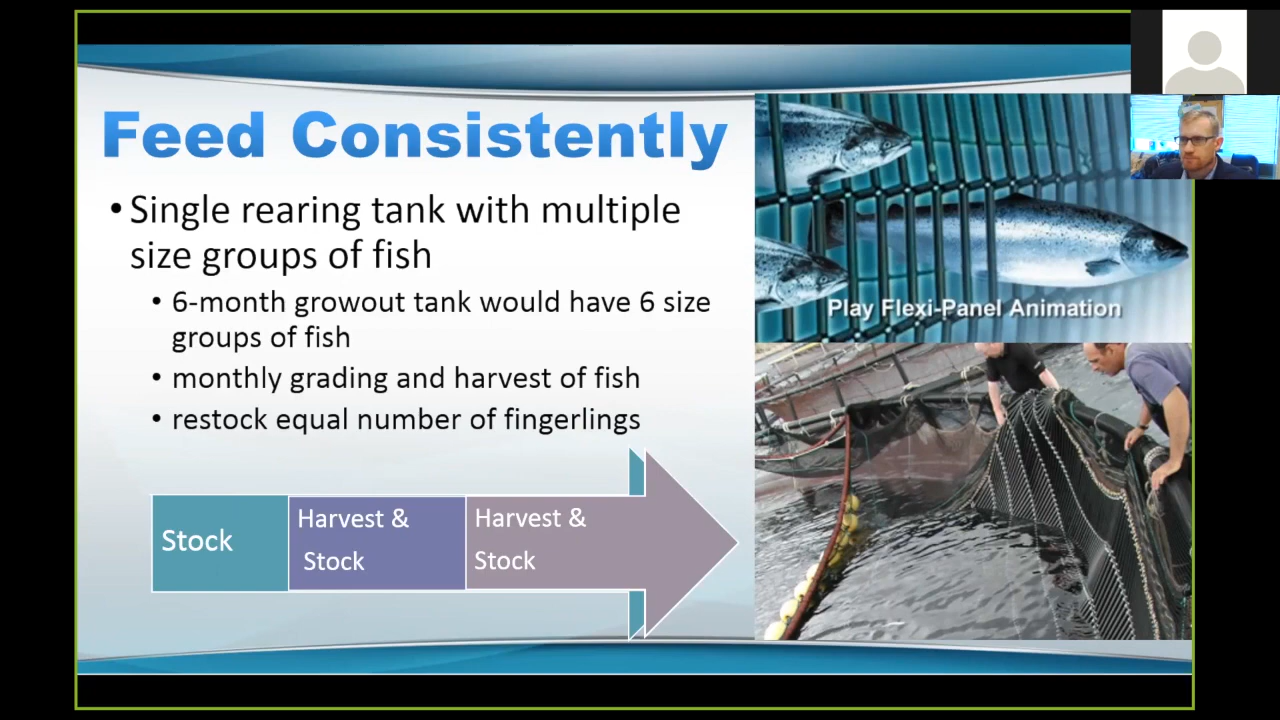 Feed Consistently
• Single rearing tank with multiple
size groups of fish
• 6-month growout tank would have 6 size
groups of fish
• monthly grading and harvest of fish
• restock equal number of fingerlings
Stock
Harvest &
Stock
Harvest &
Stock
Play Flexi-Panel Animation